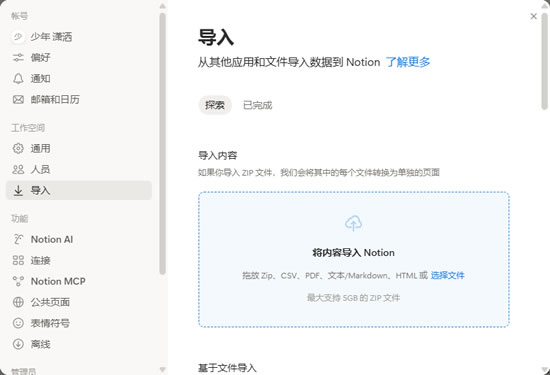 帐号
少 少年 潇洒
偏好
通知
邮箱和日历
工作空间
通用
人员
导入
功能
Notion AI
连接
Notion MCP
公共页面
表情符号
离线
管理员
导入
从其他应用和文件导入数据到 Notion 了解更多
探索 已完成
导入内容
如果你导入 ZIP 文件，我们会将其中的每个文件转换为单独的页面
将内容导入 Notion
拖放 Zip、CSV、PDF、文本/Markdown、HTML 或 选择文件
最大支持 5GB 的 ZIP 文件
基于文件导入